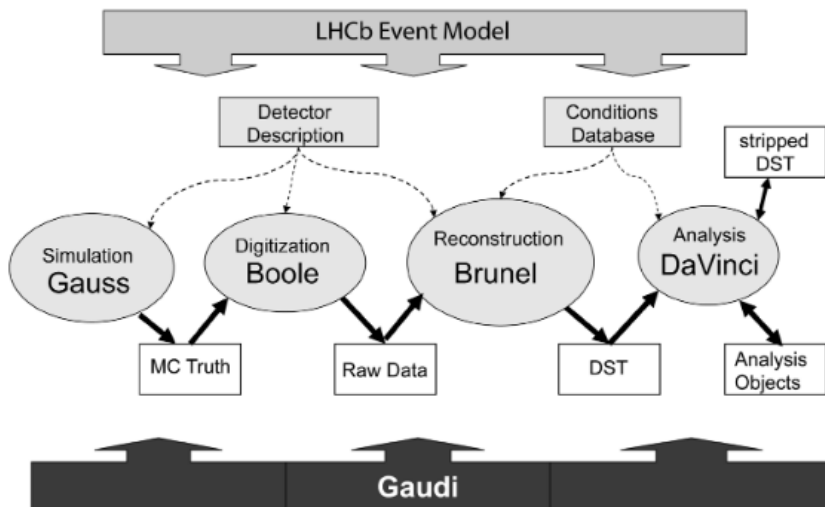 LHCb Event Model
Detector
Description
Conditions
Database
stripped
DST
Simulation
Gauss
Digitization
Boole
Reconstruction
Brunel
Analysis
DaVinci
MC Truth
Raw Data
DST
Analysis
Objects
Gaudi